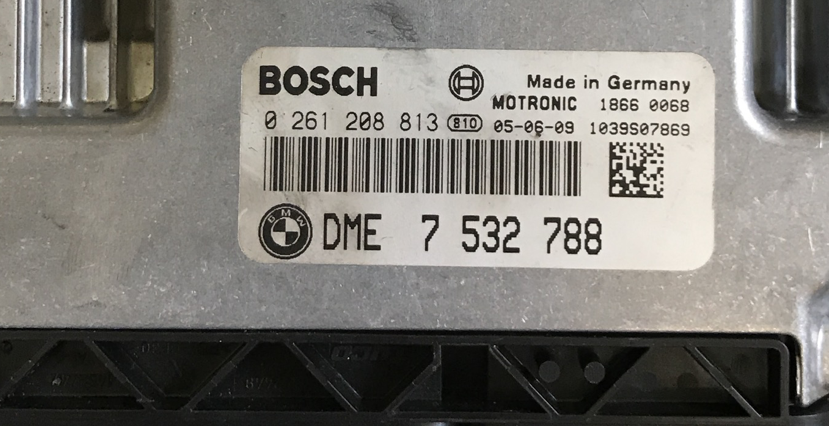 BOSCH
Made in Germany
MOTRONIC 1866 0068
0 261 208 813 810 05-06-09 1039S07869
BMW DME 7 532 788